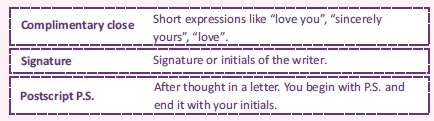 Complimentary close
Short expressions like “love you”, “sincerely
yours”, “love”.
Signature
Signature or initials of the writer.
Postscript P.S.
After thought in a letter. You begin with P.S. and
end it with your initials.